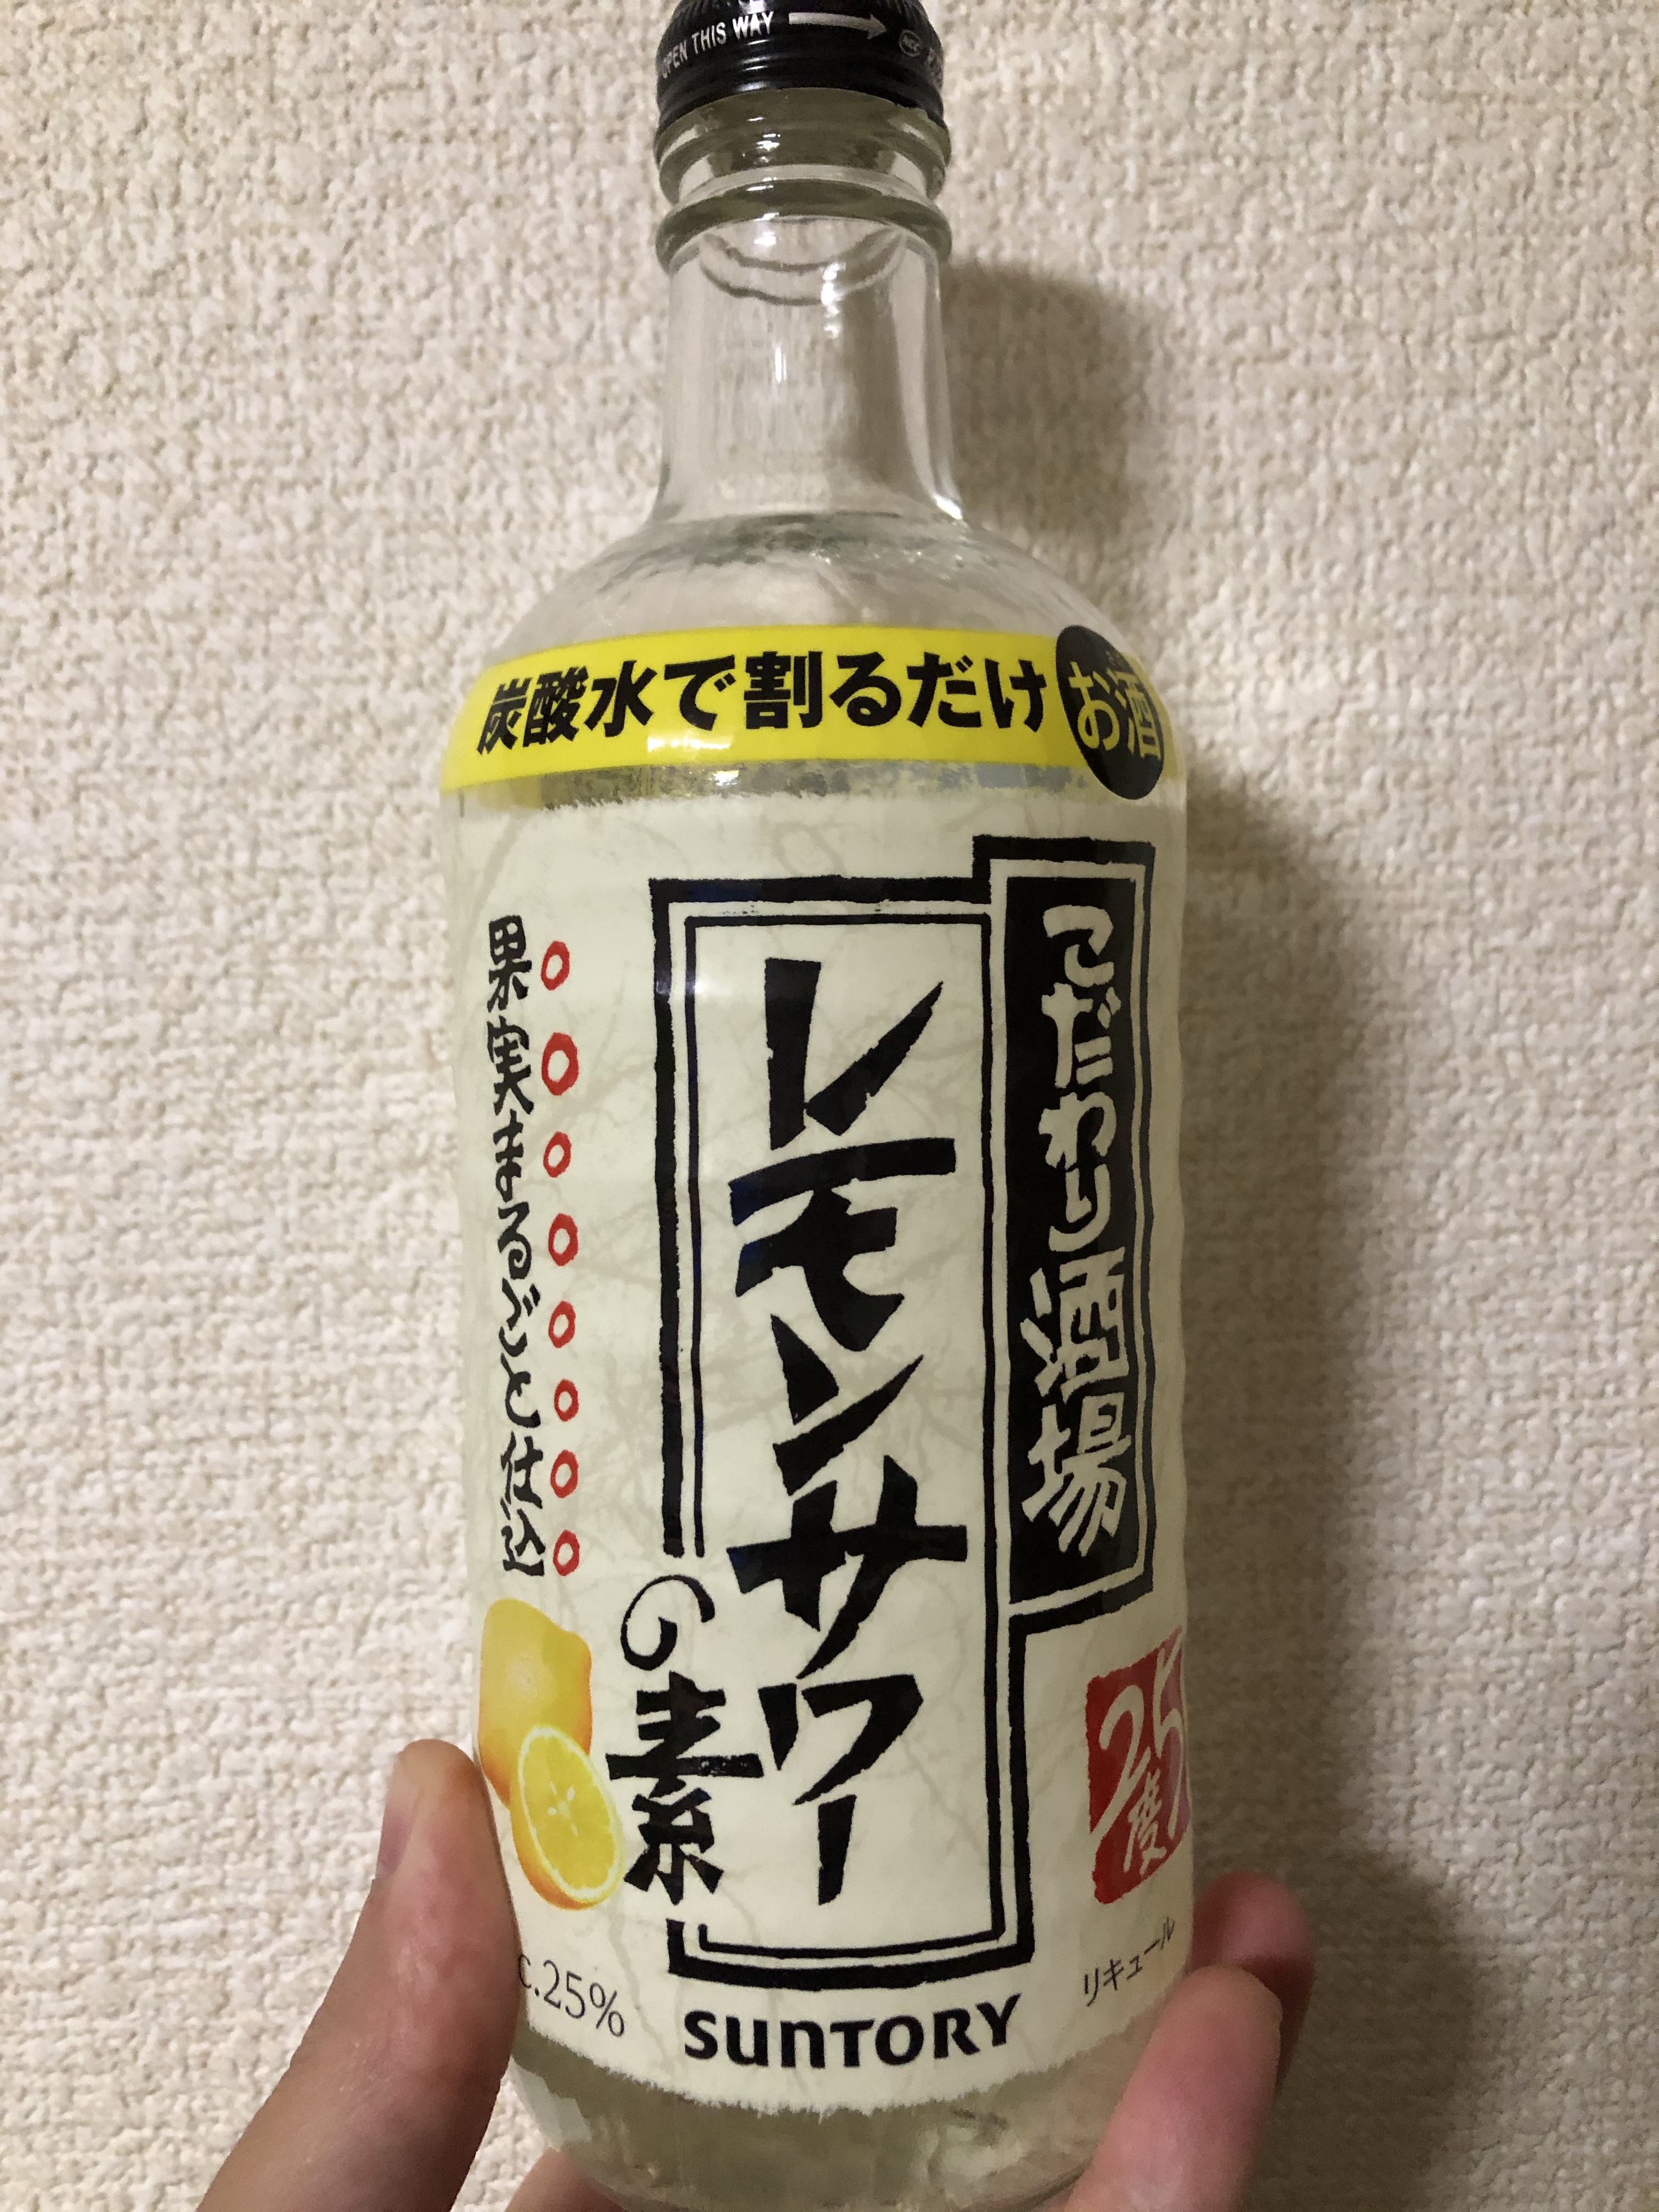 OPEN THIS WAY
炭酸水で割るだけ
お酒
こだわり酒場
レモンサワー
の素
果実まるごと仕込
25度
リキュール
c.25%
SUNTORY